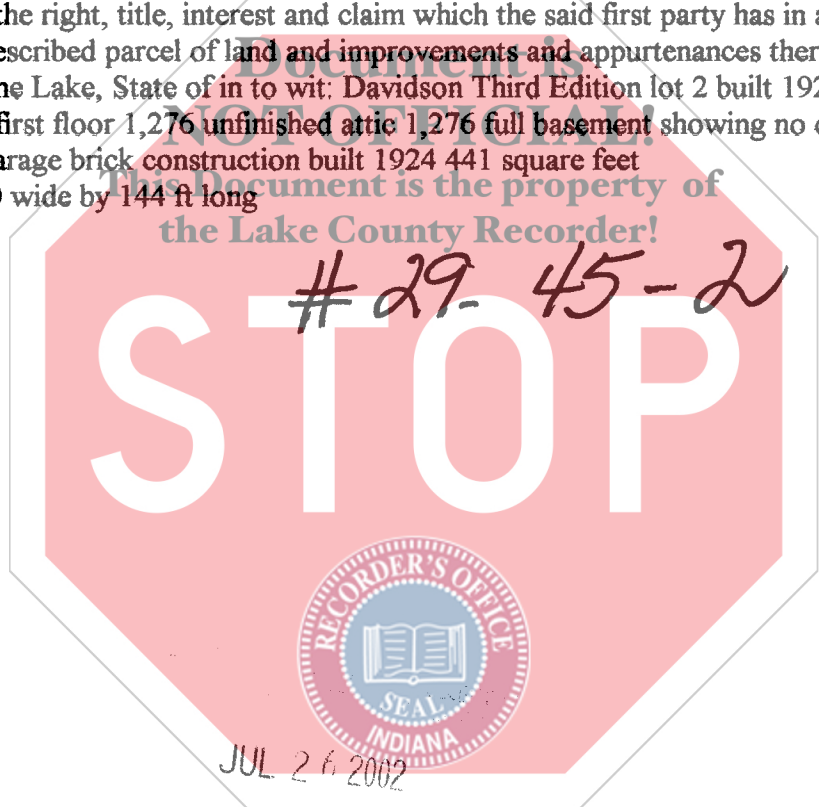 the right, title, interest and claim which the said first party has in a
escribed parcel of land and improvements and appurtenances ther
Document is
ne Lake, State of in to wit: Davidson Third Edition lot 2 built 192
NOT OFFICIAL!
first floor 1,276 unfinished attic 1,276 full basement showing no
arage brick construction built 1924 441 square feet
This Document is the property of
wide by 144 ft long
the Lake County Recorder!
# 29- 45-2
STOP
RECORDER'S OFFICE
SEAL
INDIANA
JUL 26 2002